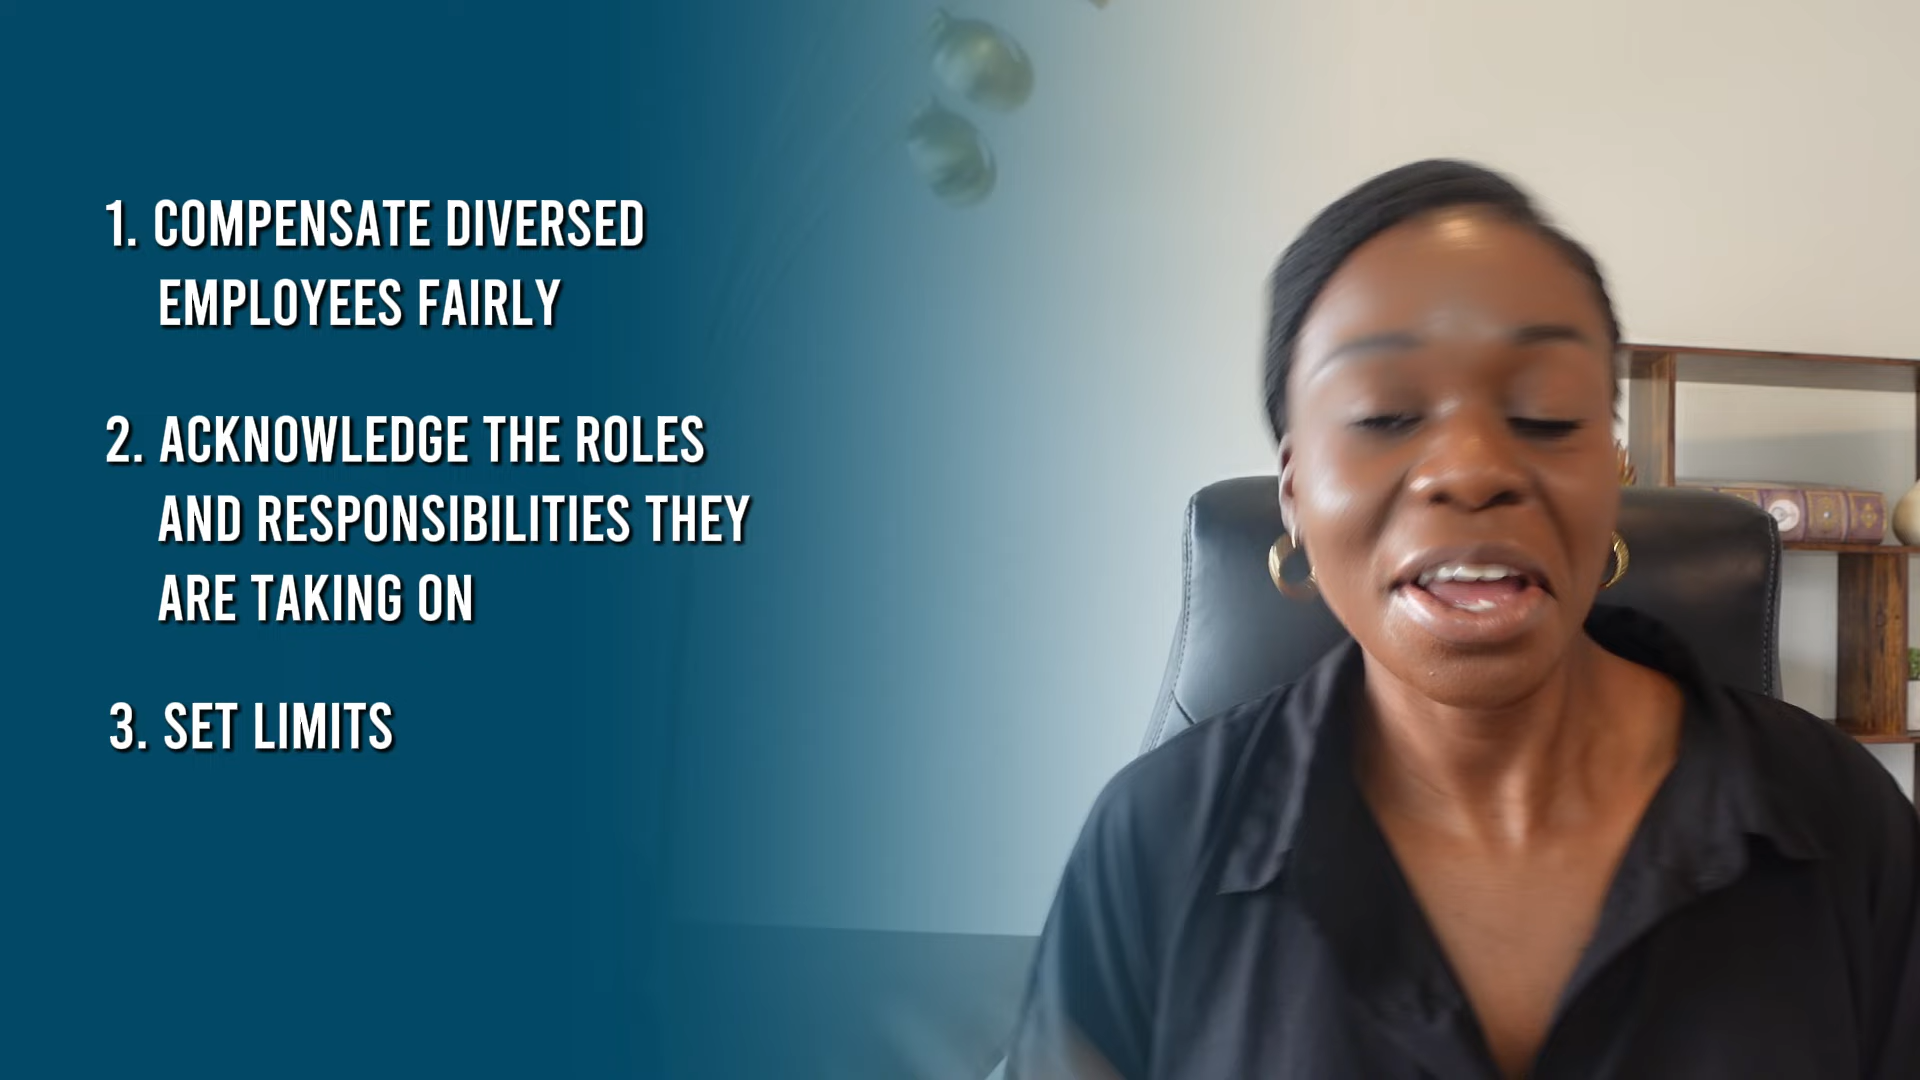 1. COMPENSATE DIVERSED
EMPLOYEES FAIRLY
2. ACKNOWLEDGE THE ROLES
AND RESPONSIBILITIES THEY
ARE TAKING ON
3. SET LIMITS